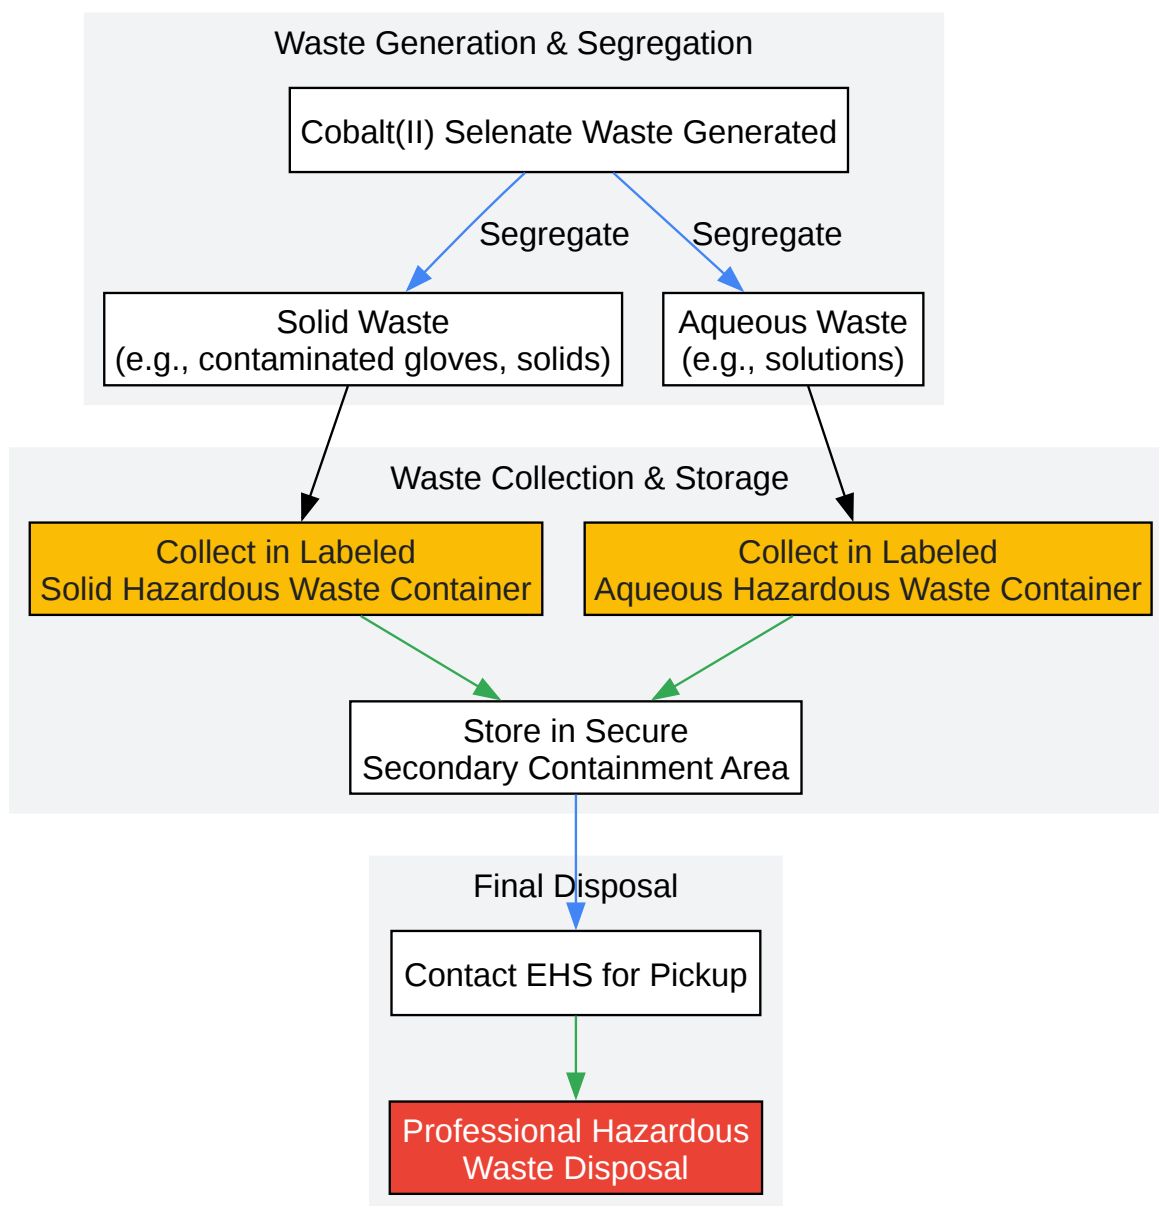 Waste Generation & Segregation
Cobalt(II) Selenate Waste Generated
Segregate
Segregate
Solid Waste
(e.g., contaminated gloves, solids)
Aqueous Waste
(e.g., solutions)
Waste Collection & Storage
Collect in Labeled
Solid Hazardous Waste Container
Collect in Labeled
Aqueous Hazardous Waste Container
Store in Secure
Secondary Containment Area
Final Disposal
Contact EHS for Pickup
Professional Hazardous
Waste Disposal